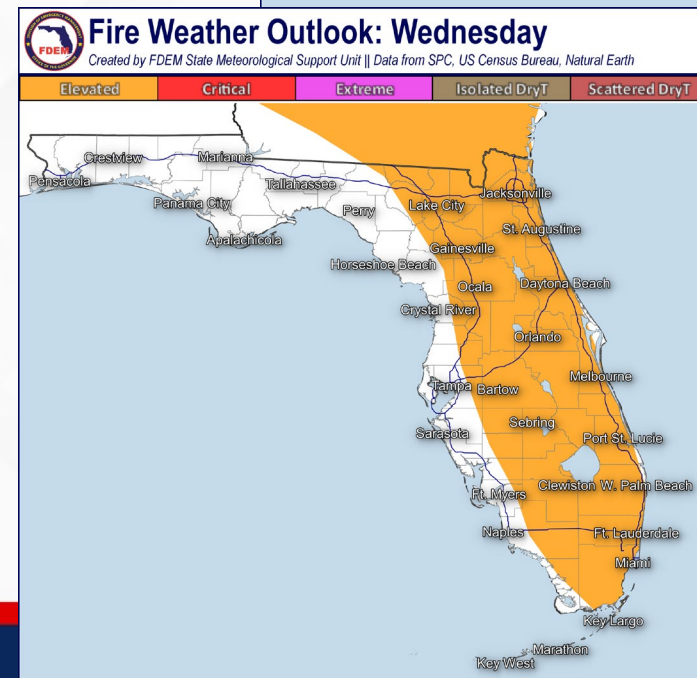 FDEM
Fire Weather Outlook: Wednesday
Created by FDEM State Meteorological Support Unit || Data from SPC, US Census Bureau, Natural Earth
Elevated Critical Extreme Isolated DryT Scattered DryT
Crestview Marianna
Pensacola
Tallahassee
Jacksonville
Panama City
Perry
Lake City
St. Augustine
Apalachicola
Gainesville
Horseshoe Beach
Ocala
Daytona Beach
Crystal River
Orlando
Melbourne
Tampa
Bartow
Sebring
Sarasota
Port St. Lucie
Clewiston W. Palm Beach
Ft. Myers
Naples
Ft. Lauderdale
Miami
Key Largo
Marathon
Key West